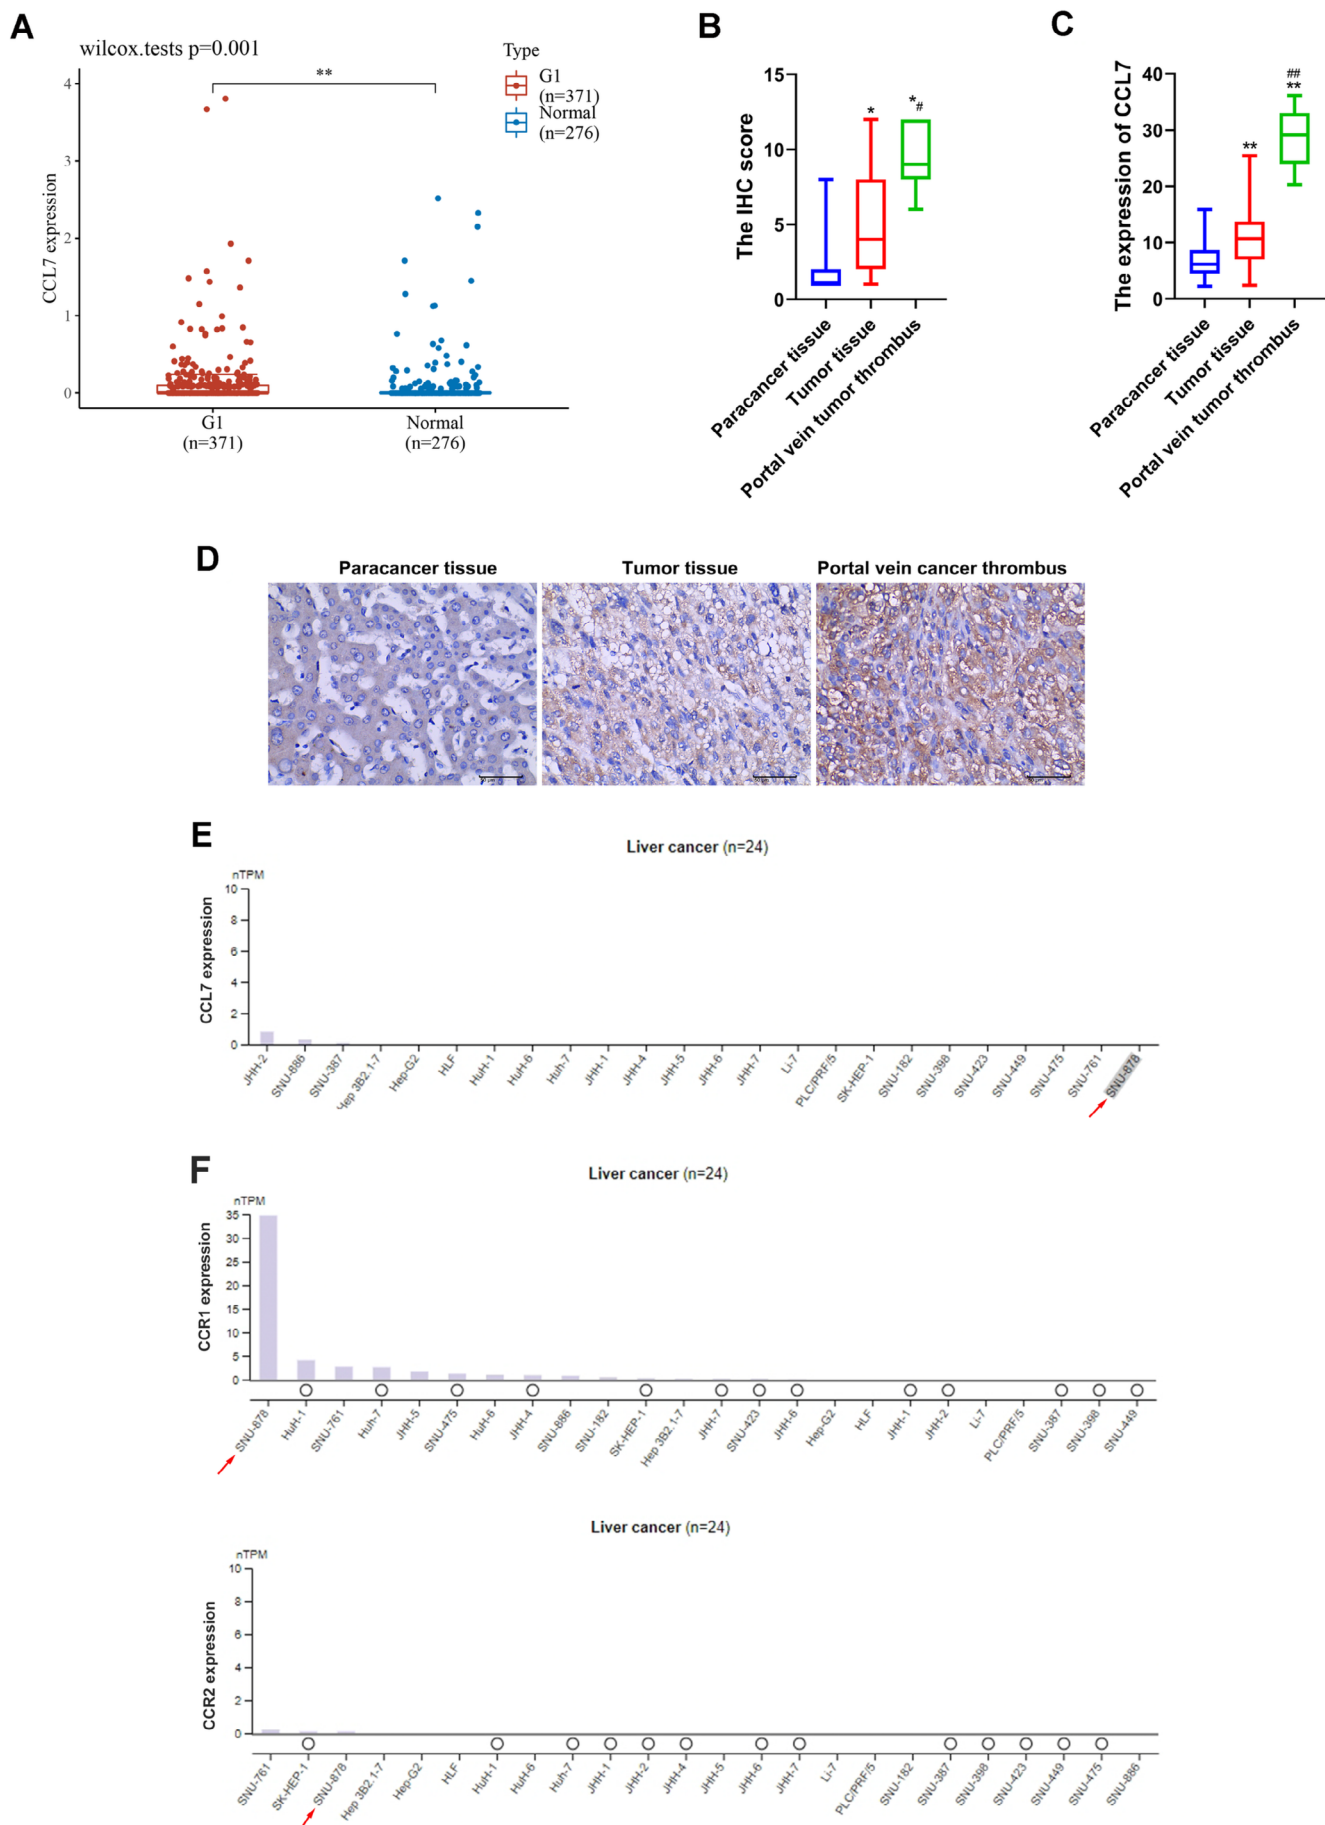 A
wilcox.tests p=0.001
**
Type
G1
(n=371)
Normal
(n=276)
CCL7 expression
4
3
2
1
0
G1
(n=371)
Normal
(n=276)
B
The IHC score
15
10
5
0
*
*#
Paracancer tissue
Tumor tissue
Portal vein tumor thrombus
C
The expression of CCL7
40
30
20
10
0
**
##
**
Paracancer tissue
Tumor tissue
Portal vein tumor thrombus
D
Paracancer tissue
Tumor tissue
Portal vein cancer thrombus
E
Liver cancer (n=24)
nTPM
CCL7 expression
10
8
6
4
2
0
JHH-2
SNU-886
SNU-387
Hep 3B2.1-7
Hep-G2
HLF
HuH-1
HuH-6
Huh-7
JHH-1
JHH-4
JHH-5
JHH-6
JHH-7
Li-7
PLC/PRF/5
SK-HEP-1
SNU-182
SNU-398
SNU-423
SNU-449
SNU-475
SNU-761
SNU-878
F
Liver cancer (n=24)
nTPM
CCR1 expression
35
30
25
20
15
10
5
0
SNU-878
HuH-1
SNU-761
Huh-7
JHH-5
SNU-475
HuH-6
JHH-4
SNU-886
SNU-182
SK-HEP-1
Hep 3B2.1-7
JHH-7
SNU-423
JHH-6
Hep-G2
HLF
JHH-1
JHH-2
Li-7
PLC/PRF/5
SNU-387
SNU-398
SNU-449
Liver cancer (n=24)
nTPM
CCR2 expression
10
8
6
4
2
0
SNU-761
SK-HEP-1
SNU-878
Hep 3B2.1-7
Hep-G2
HLF
HuH-1
HuH-6
Huh-7
JHH-1
JHH-2
JHH-4
JHH-5
JHH-6
JHH-7
Li-7
PLC/PRF/5
SNU-182
SNU-387
SNU-398
SNU-423
SNU-449
SNU-475
SNU-886